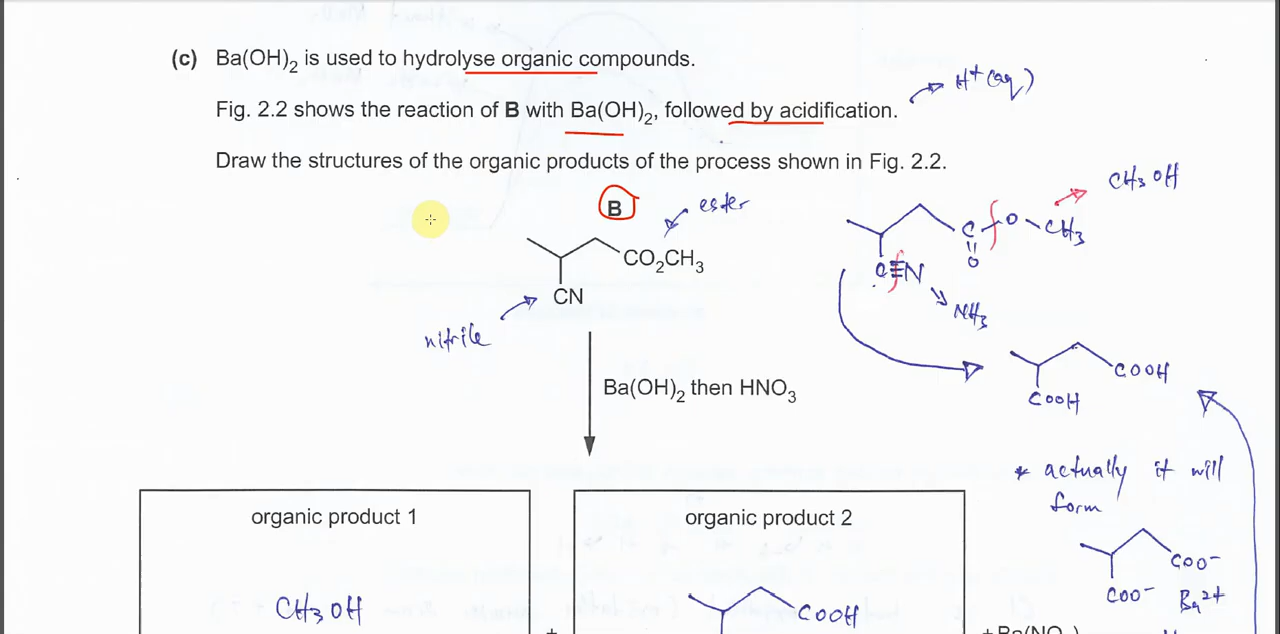 (c) Ba(OH)₂ is used to hydrolyse organic compounds.
H⁺(aq)
Fig. 2.2 shows the reaction of B with Ba(OH)₂, followed by acidification.
Draw the structures of the organic products of the process shown in Fig. 2.2.
CH₃OH
B
ester
C O CH₃
O
CO₂CH₃
C≡N
CN
NH₃
nitrile
COOH
COOH
Ba(OH)₂ then HNO₃
* actually it will
form
organic product 1
organic product 2
COO⁻
COO⁻ Ba²⁺
CH₃OH
COOH
+